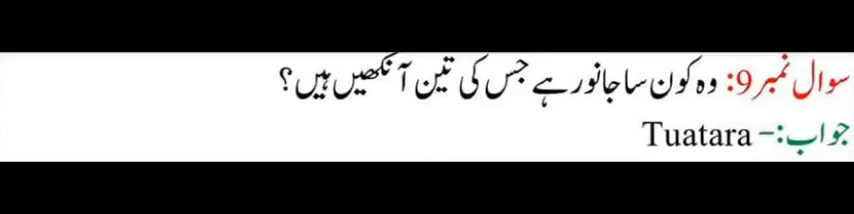 سوال نمبر 9: وہ کون سا جانور ہے جس کی تین آنکھیں ہیں؟
جواب:- Tuatara